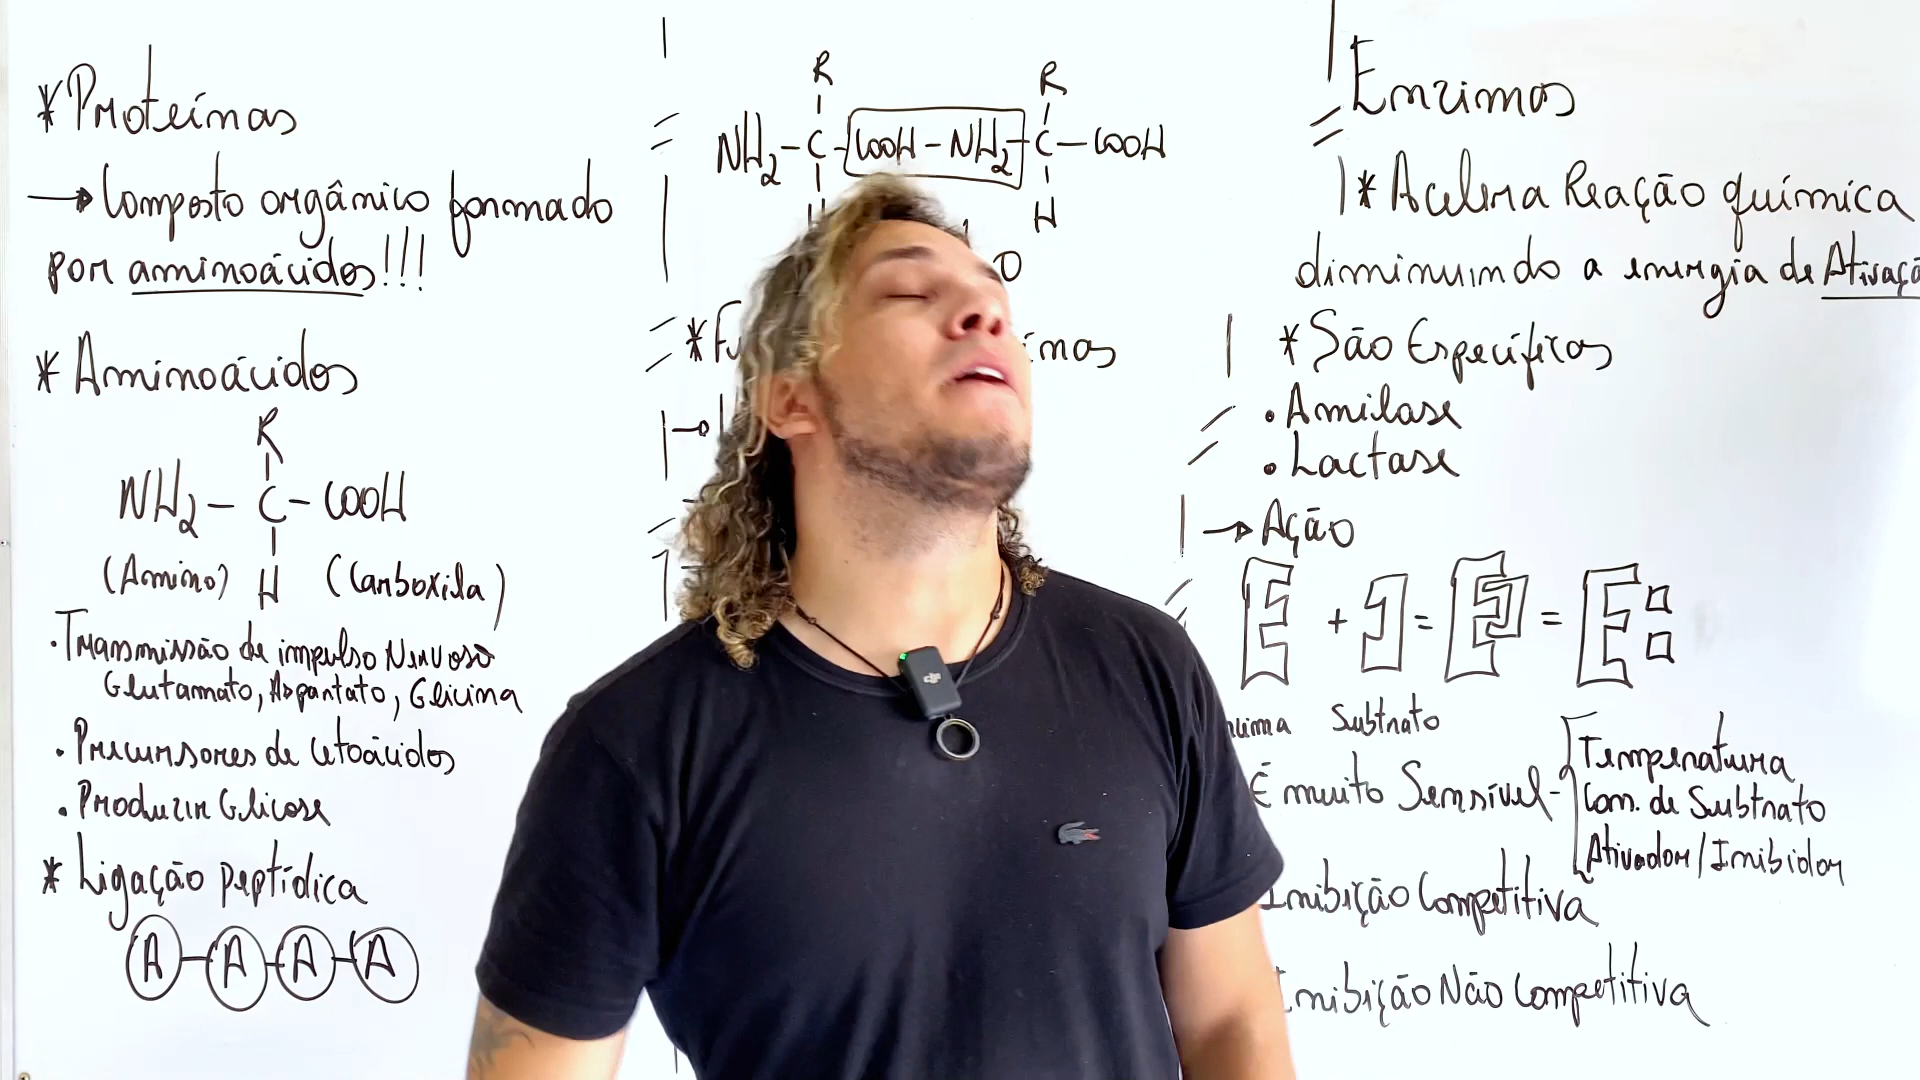 *Proteínas
→ Composto orgânico formado
por aminoácidos!!!
* Aminoácidos
R
NH2 - C - COOH
(Amino) H (Carboxila)
• Transmissão de impulso Nervoso
Glutamato, Aspartato, Glicina
• Precursores de Cetoácidos
• Produzir Glicose
* Ligação peptídica
A - A - A - A
R R
NH2 - C - COOH - NH2 - C - COOH
H
O
Enzimas
* Acelera Reação química
diminuindo a energia de
* São Específicas
• Amilase
• Lactase
→ Ação
+ = =
Substrato
É muito Sensível -
Temperatura
Con. de Substrato
Ativador/Inibidor
Inibição Competitiva
Inibição Não Competitiva
dji